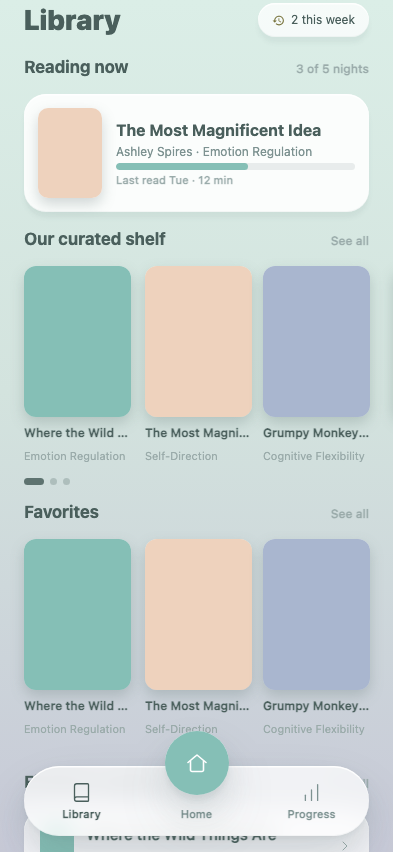 Library
2 this week
Reading now
3 of 5 nights
The Most Magnificent Idea
Ashley Spires · Emotion Regulation
Last read Tue · 12 min
Our curated shelf
See all
Where the Wild ...
The Most Magni...
Grumpy Monkey...
Emotion Regulation
Self-Direction
Cognitive Flexibility
Favorites
See all
Where the Wild ...
The Most Magni...
Grumpy Monkey...
Emotion Regulation
Self-Direction
Cognitive Flexibility
Library
Home
Progress
Where the Wild Things Are